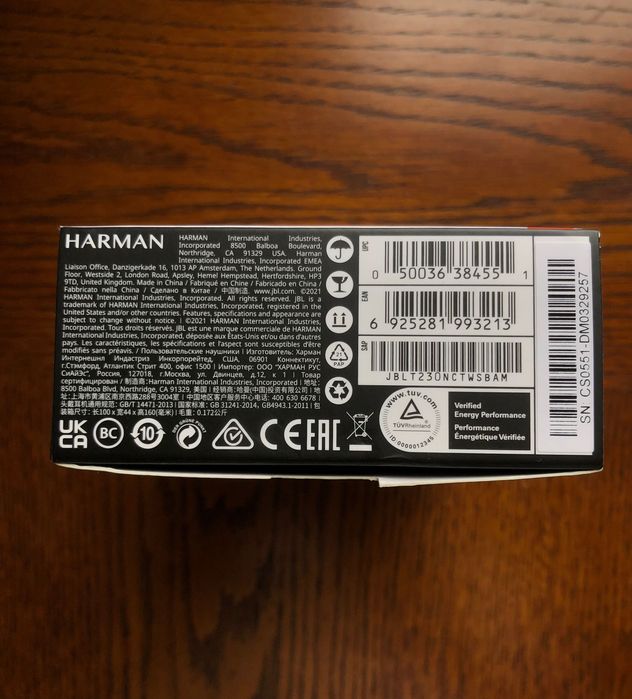 HARMAN
HARMAN International Industries,
Incorporated 8500 Balboa Boulevard,
Northridge, CA 91329 USA. Harman
International Industries, Incorporated EMEA
Liaison Office, Danzigerkade 16, 1013 AP Amsterdam, The Netherlands. Ground
Floor, Westside 2, London Road, Apsley, Hemel Hempstead, Hertfordshire, HP3
9TD, United Kingdom. Made in China / Fabriqué en Chine / Fabricado en China /
Fabricato nella Cina / Сделано в Китае / 中国制造. www.jbl.com. ©2021
HARMAN International Industries, Incorporated. All rights reserved. JBL is a
trademark of HARMAN International Industries, Incorporated, registered in the
United States and/or other countries. Features, specifications and appearance are
subject to change without notice. | ©2021 HARMAN International Industries,
Incorporated. Tous droits réservés. JBL est une marque commerciale de HARMAN
International Industries, Incorporated, déposée aux États-Unis et/ou dans d'autres
pays. Les caractéristiques, les spécifications et l'aspect sont susceptibles d'être
modifiés sans préavis. / Пользовательские наушники / Изготовитель: Харман
Интернешнл Индастриз Инкорпорейтед, США, 06901 Коннектикут,
г.Стэмфорд, Атлантик Стрит 400, офис 1500 | Импортер: ООО "ХАРМАН РУС
СиАйЭс", Россия, 127018, г.Москва, ул. Двинцев, д.12, к 1 | Товар
сертифицирован / 制造商: Harman International Industries, Incorporated | 地址:
8500 Balboa Blvd, Northridge, CA 91329, 美国 | 经销商: 哈曼(中国)投资有限公司 | 地
址: 上海市黄浦区南京西路288号3004室 | 中国地区客户服务电话: 400 630 6678 |
头戴耳机通用规范: GB/T 14471-2013 | 国家标准: GB 31241-2014, GB4943.1-2011 | 包
装箱尺寸: 长100 x 宽44 x 高160(毫米) | 毛重: 0.172公斤
UK
CA
BC
10
DER GRÜNE PUNKT
CE
EAC
21
PAP
UPC
0 50036 38455 1
EAN
6 925281 993213
SAP
JBLT230NCTWSBAM
www.tuv.com
TÜVRheinland
ID 0000012345
Verified
Energy Performance
Performance
Énergétique Vérifiée
SN CS0551-DM0329257